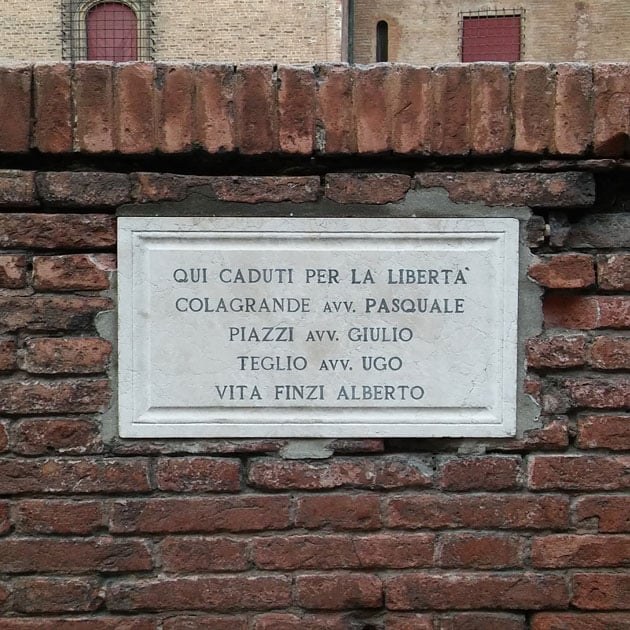 QUI CADUTI PER LA LIBERTA'
COLAGRANDE AVV. PASQUALE
PIAZZI AVV. GIULIO
TEGLIO AVV. UGO
VITA FINZI ALBERTO